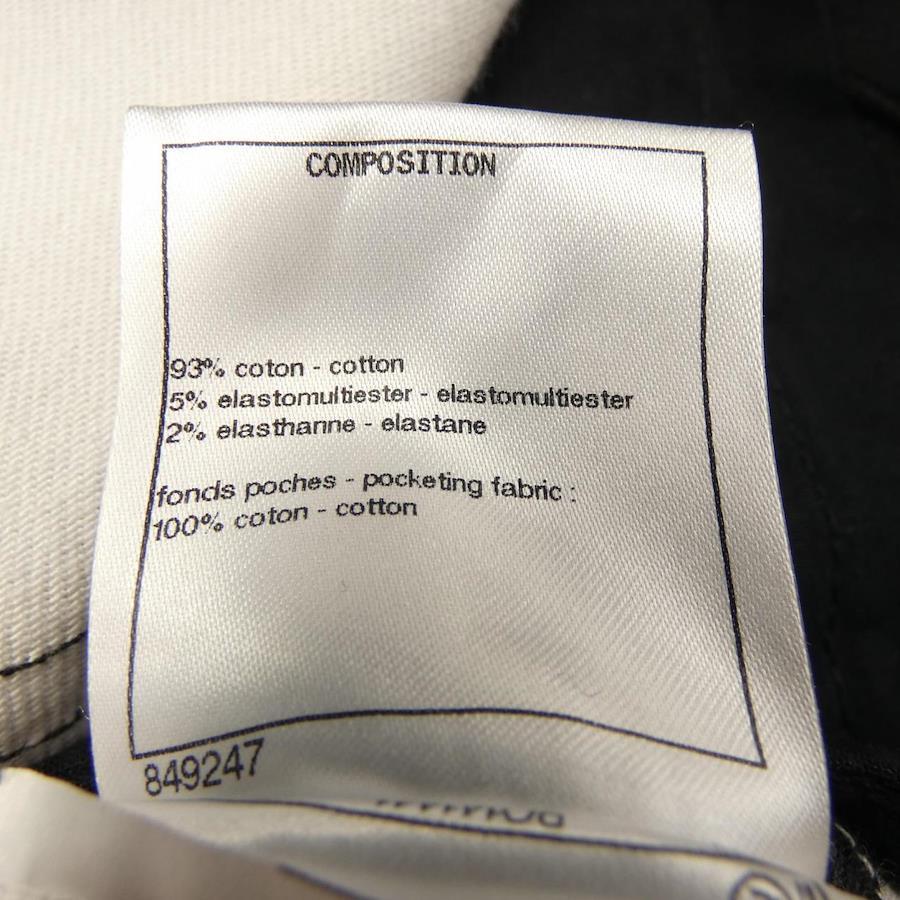 COMPOSITION
93% coton - cotton
5% elastomultiester - elastomultiester
2% elasthanne - elastane
fonds poches - pocketing fabric :
100% coton - cotton
849247